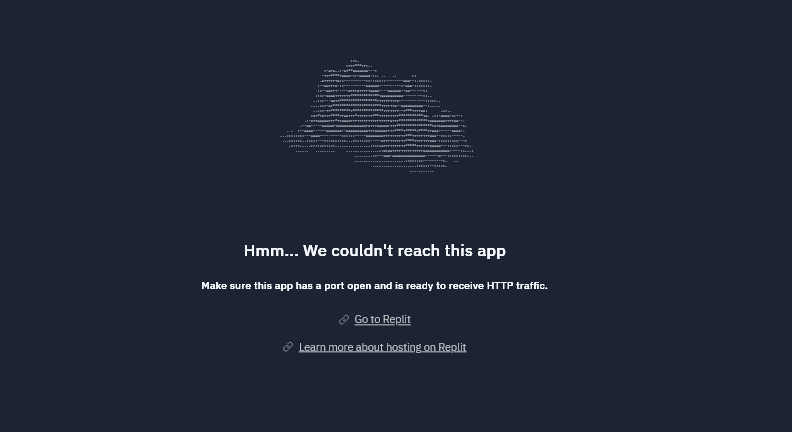 Hmm... We couldn't reach this app
Make sure this app has a port open and is ready to receive HTTP traffic.
Go to Replit
Learn more about hosting on Replit